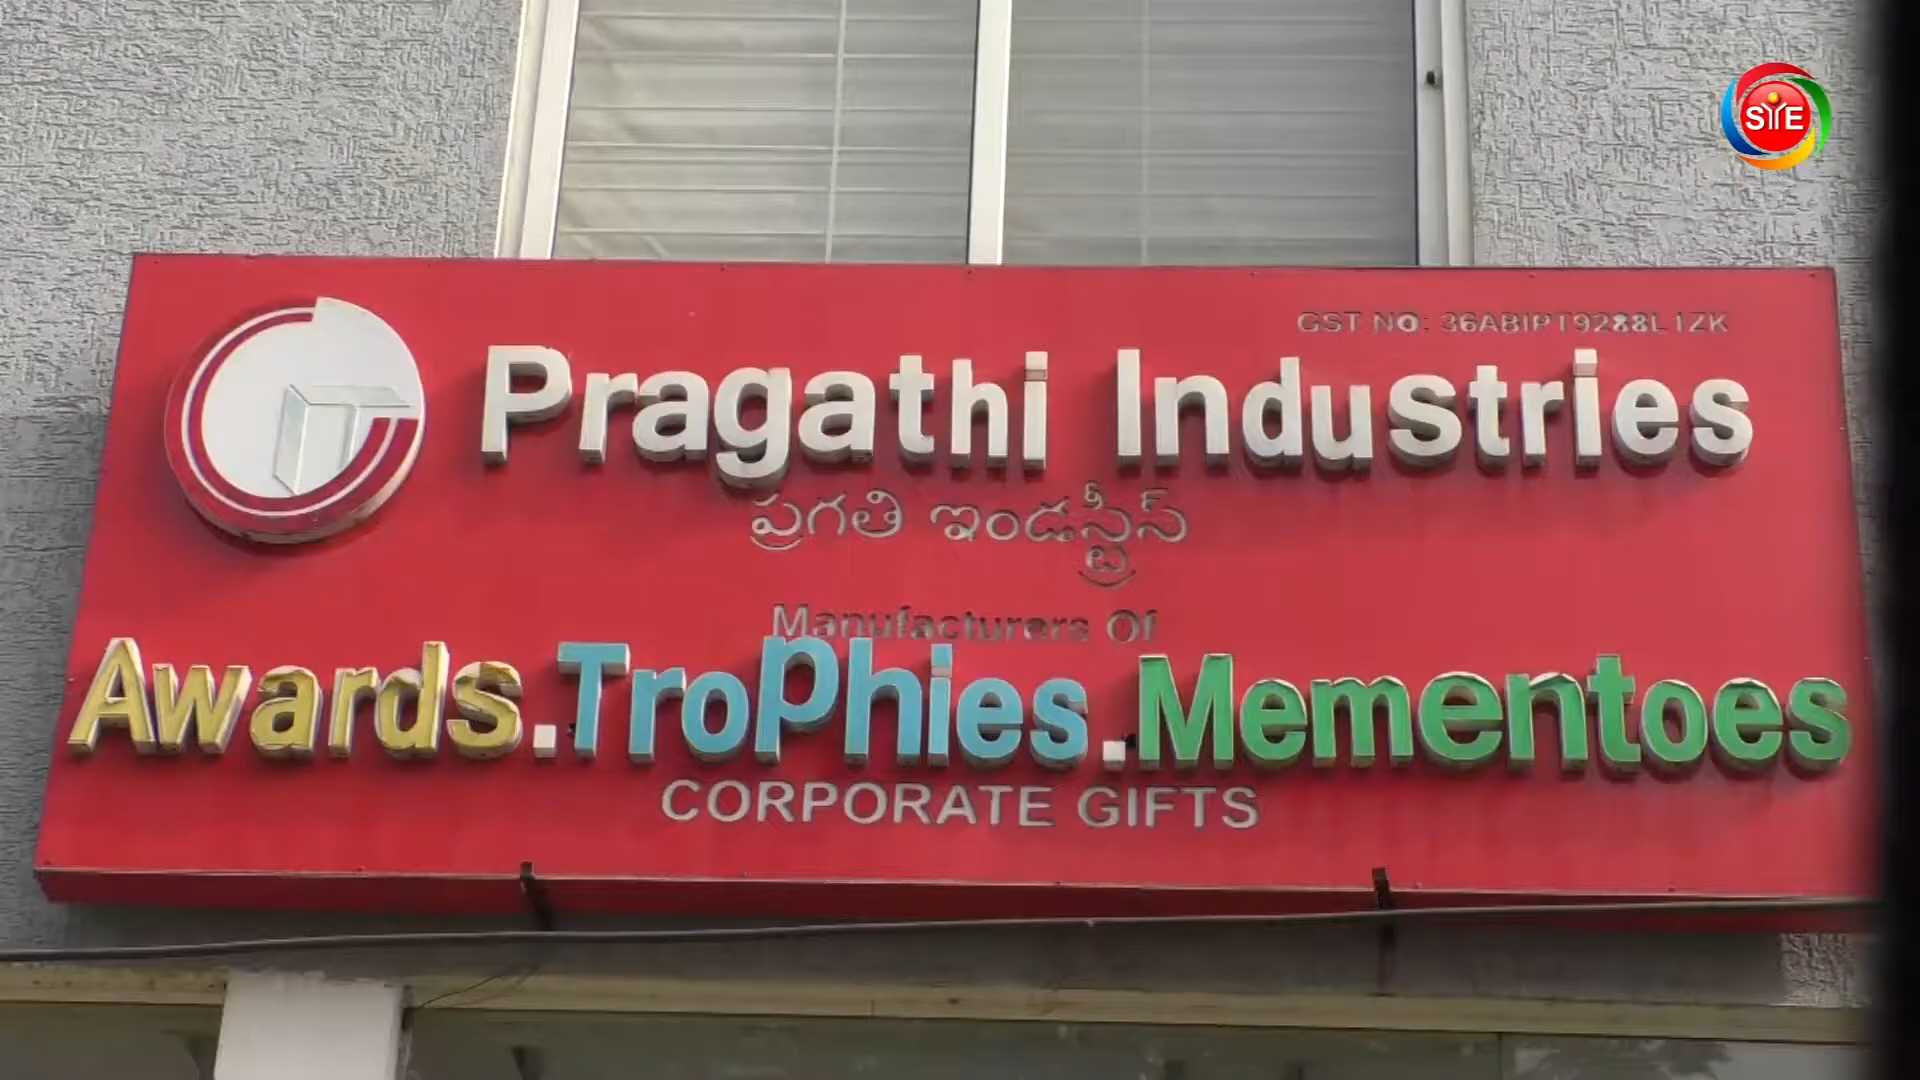 SYE
GST NO: 36ABIPT9288L1ZK
Pragathi Industries
ప్రగతి ఇండస్ట్రీస్
Manufacturers Of
Awards.Trophies.Mementoes
CORPORATE GIFTS